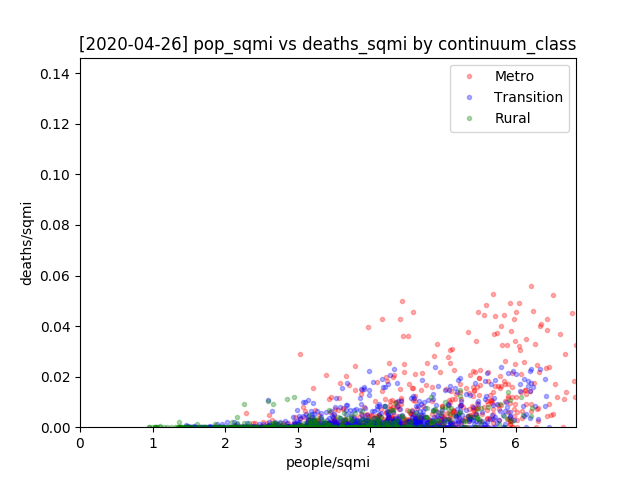 [2020-04-26] pop_sqmi vs deaths_sqmi by continuum_class
0.14
0.12
0.10
0.08
0.06
0.04
0.02
0.00
deaths/sqmi
Metro
Transition
Rural
0 1 2 3 4 5 6
people/sqmi